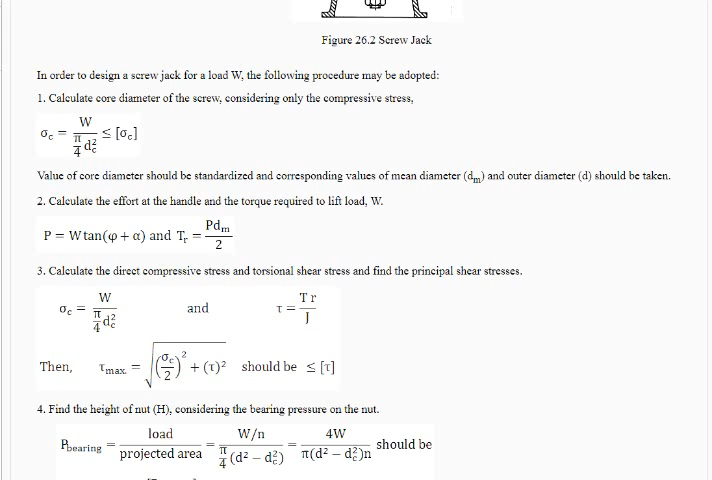 Figure 26.2 Screw Jack
In order to design a screw jack for a load W, the following procedure may be adopted:
1. Calculate core diameter of the screw, considering only the compressive stress,
σc = W / (π/4 dc²) ≤ [σc]
Value of core diameter should be standardized and corresponding values of mean diameter (dm) and outer diameter (d) should be taken.
2. Calculate the effort at the handle and the torque required to lift load, W.
P = W tan(φ + α) and Tr = Pdm / 2
3. Calculate the direct compressive stress and torsional shear stress and find the principal shear stresses.
σc = W / (π/4 dc²) and τ = T r / J
Then, τmax. = √((σc/2)² + (τ)²) should be ≤ [τ]
4. Find the height of nut (H), considering the bearing pressure on the nut.
Pbearing = load / projected area = W/n / (π/4 (d² − dc²)) = 4W / (π(d² − dc²)n) should be